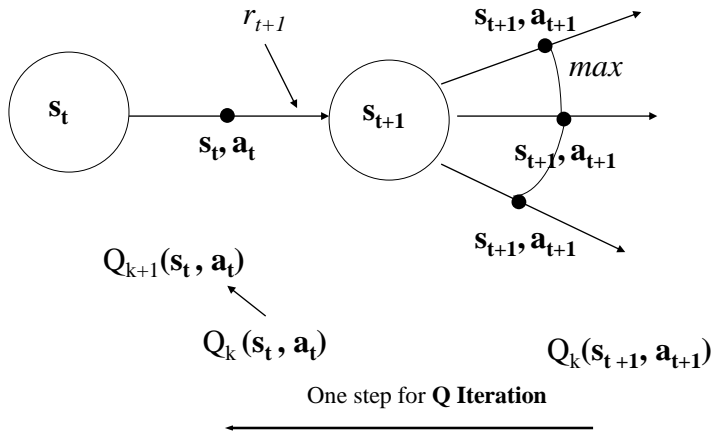 r_{t+1}
s_{t+1}, a_{t+1}
max
s_t
s_{t+1}
s_t, a_t
s_{t+1}, a_{t+1}
s_{t+1}, a_{t+1}
Q_{k+1}(s_t, a_t)
Q_k(s_t, a_t)
Q_k(s_{t+1}, a_{t+1})
One step for Q Iteration